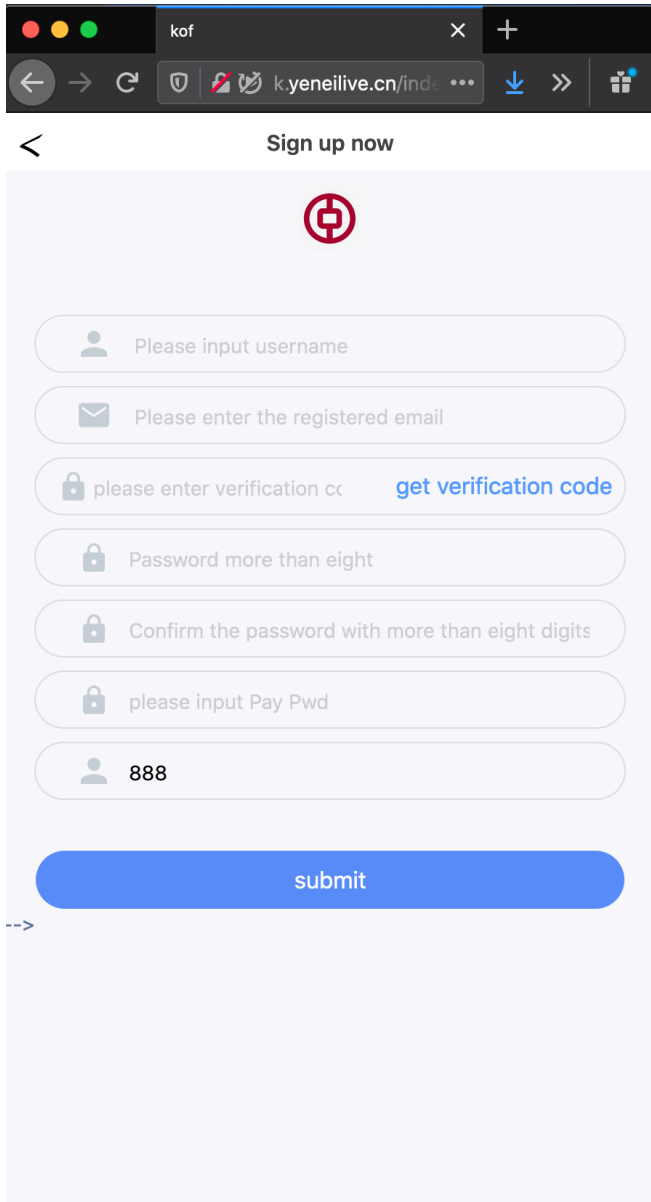 kof
k.yeneilive.cn/inde
Sign up now
Please input username
Please enter the registered email
please enter verification cc
get verification code
Password more than eight
Confirm the password with more than eight digits
please input Pay Pwd
888
submit
-->